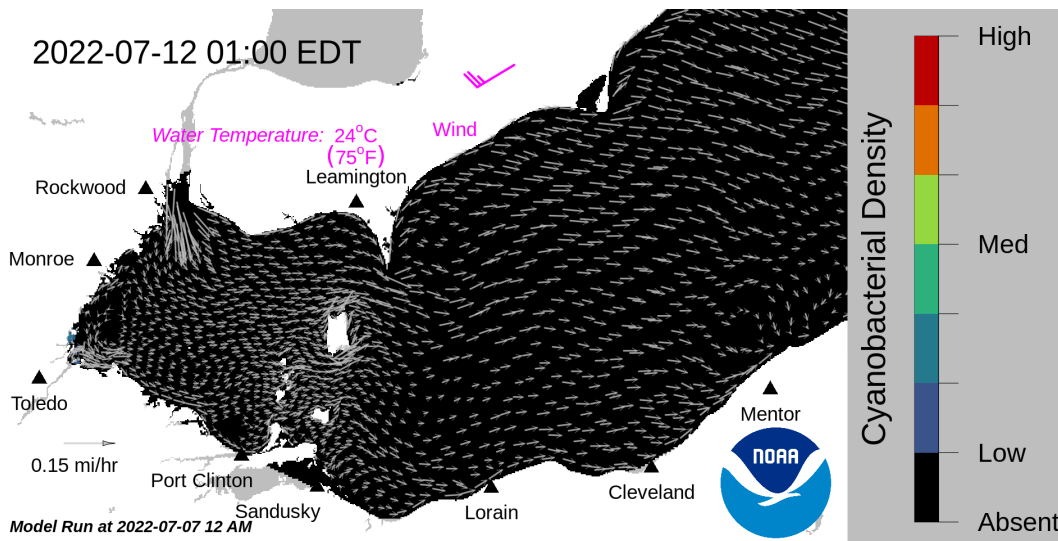 2022-07-12 01:00 EDT
High
Wind
Water Temperature: 24°C
(75°F)
Leamington
Rockwood
Monroe
Med
Cyanobacterial Density
Toledo
Mentor
0.15 mi/hr
NOAA
Low
Port Clinton
Cleveland
Sandusky
Lorain
Model Run at 2022-07-07 12 AM
Absent